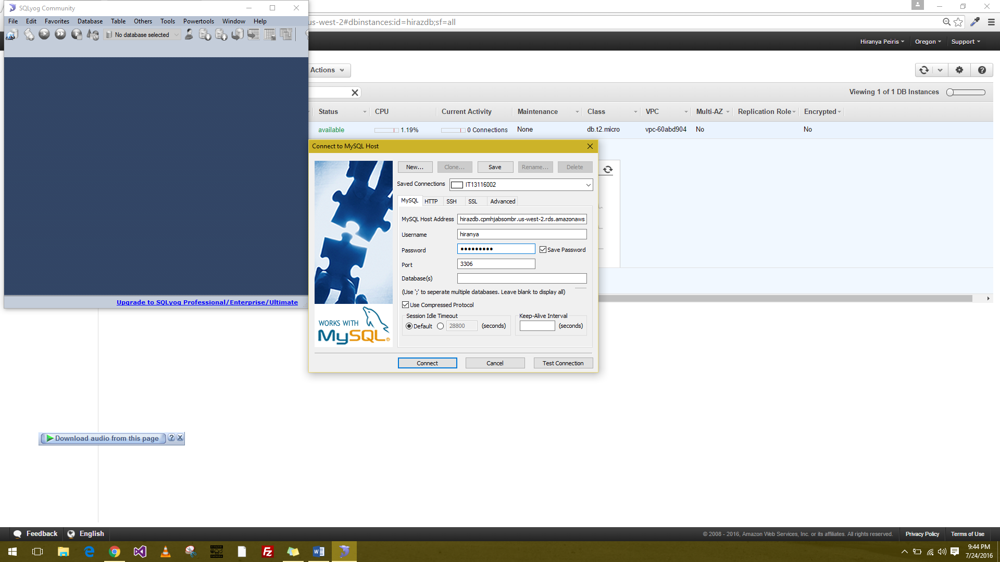 SQLyog Community
File Edit Favorites Database Table Others Tools Powertools Window Help
No database selected
us-west-2#dbinstances:id=hirazdb;sf=all
Hiranya Peiris Oregon Support
Actions
Viewing 1 of 1 DB Instances
Status CPU Current Activity Maintenance Class VPC Multi-AZ Replication Role Encrypted
available 1.19% 0 Connections None db.t2.micro vpc-60abd904 No No
Connect to MySQL Host
New... Clone... Save Rename... Delete
Saved Connections IT13116002
MySQL HTTP SSH SSL Advanced
MySQL Host Address hirazdb.cpmhjabsombr.us-west-2.rds.amazonaws
Username hiranya
Password ●●●●●●●●● Save Password
Port 3306
Database(s)
(Use ';' to seperate multiple databases. Leave blank to display all)
Use Compressed Protocol
Session Idle Timeout Keep-Alive Interval
Default 28800 (seconds) (seconds)
WORKS WITH
MySQL®
Connect Cancel Test Connection
Upgrade to SQLyog Professional/Enterprise/Ultimate
Download audio from this page
Feedback English
© 2008 - 2016, Amazon Web Services, Inc. or its affiliates. All rights reserved. Privacy Policy Terms of Use
9:44 PM
7/24/2016